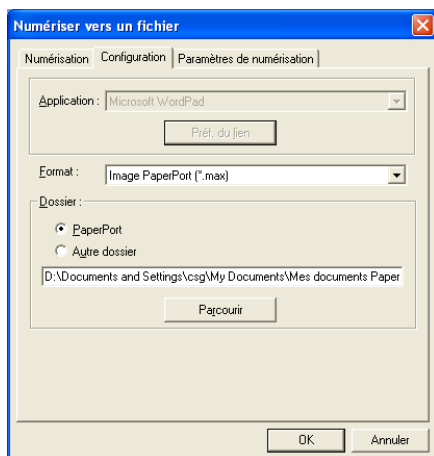 Numériser vers un fichier
Numérisation Configuration Paramètres de numérisation
Application : Microsoft WordPad
Préf. du lien
Format : Image PaperPort (*.max)
Dossier :
PaperPort
Autre dossier
D:\Documents and Settings\csg\My Documents\Mes documents Paper
Parcourir
OK Annuler